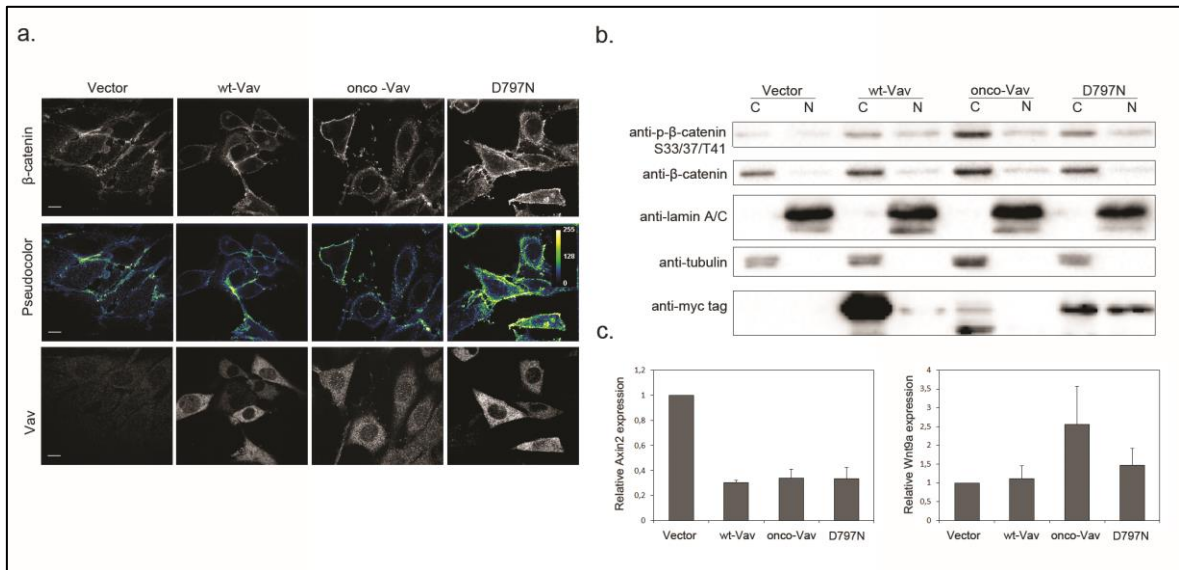 a.
Vector wt-Vav onco -Vav D797N
β-catenin
Pseudocolor
255
128
0
Vav
b.
Vector wt-Vav onco-Vav D797N
C N C N C N C N
anti-p-β-catenin
S33/37/T41
anti-β-catenin
anti-lamin A/C
anti-tubulin
anti-myc tag
c.
Relative Axin2 expression
1,2
1
0,8
0,6
0,4
0,2
0
Vector wt-Vav onco-Vav D797N
Relative Wnt9a expression
4
3,5
3
2,5
2
1,5
1
0,5
0
Vector wt-Vav onco-Vav D797N